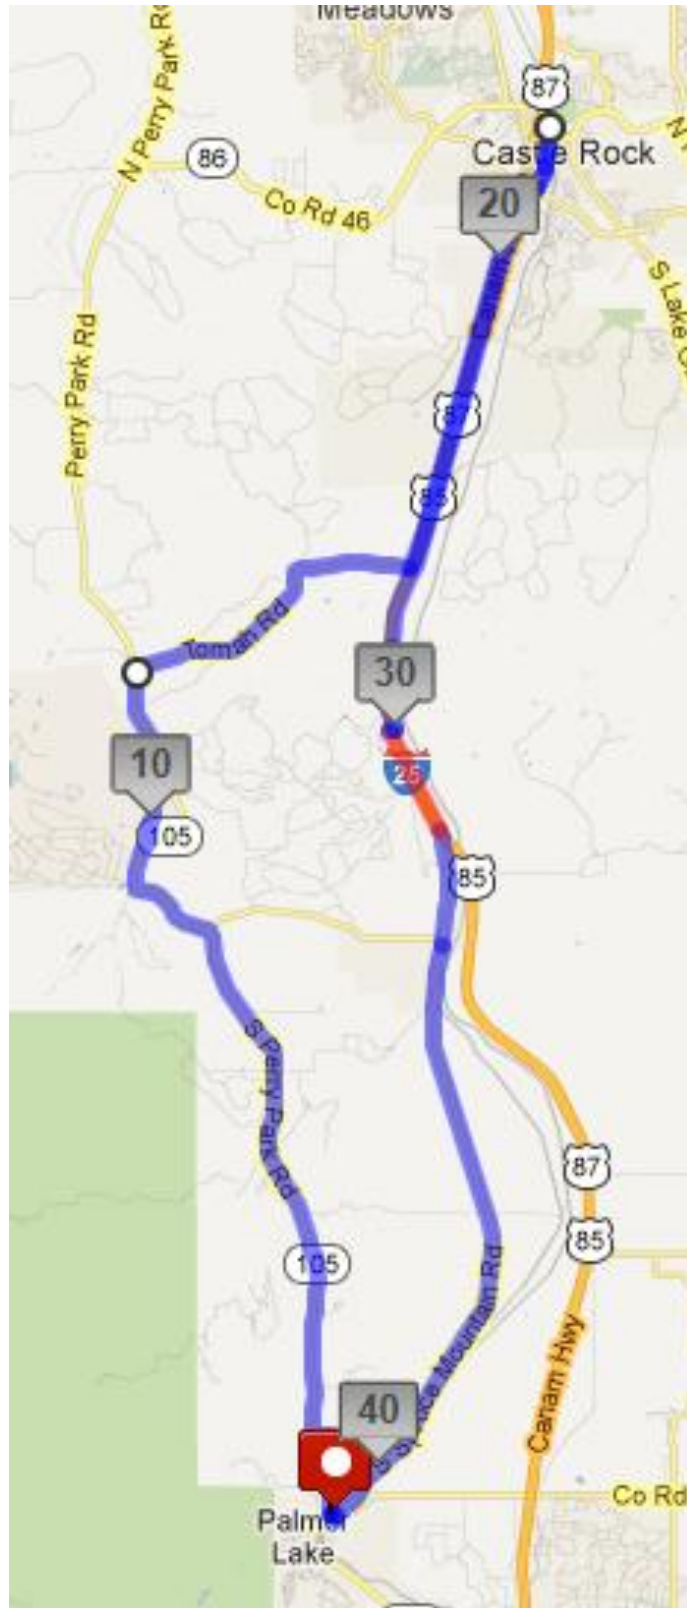 Meadows
N Perry Park Rd
87
Castle Rock
86
Co Rd 46
20
S Lake
Perry Park Rd
87
85
Toman Rd
30
10
25
105
85
S Perry Park Rd
87
85
105
S Spruce Mountain Rd
Canam Hwy
40
Co Rd
Palmer
Lake